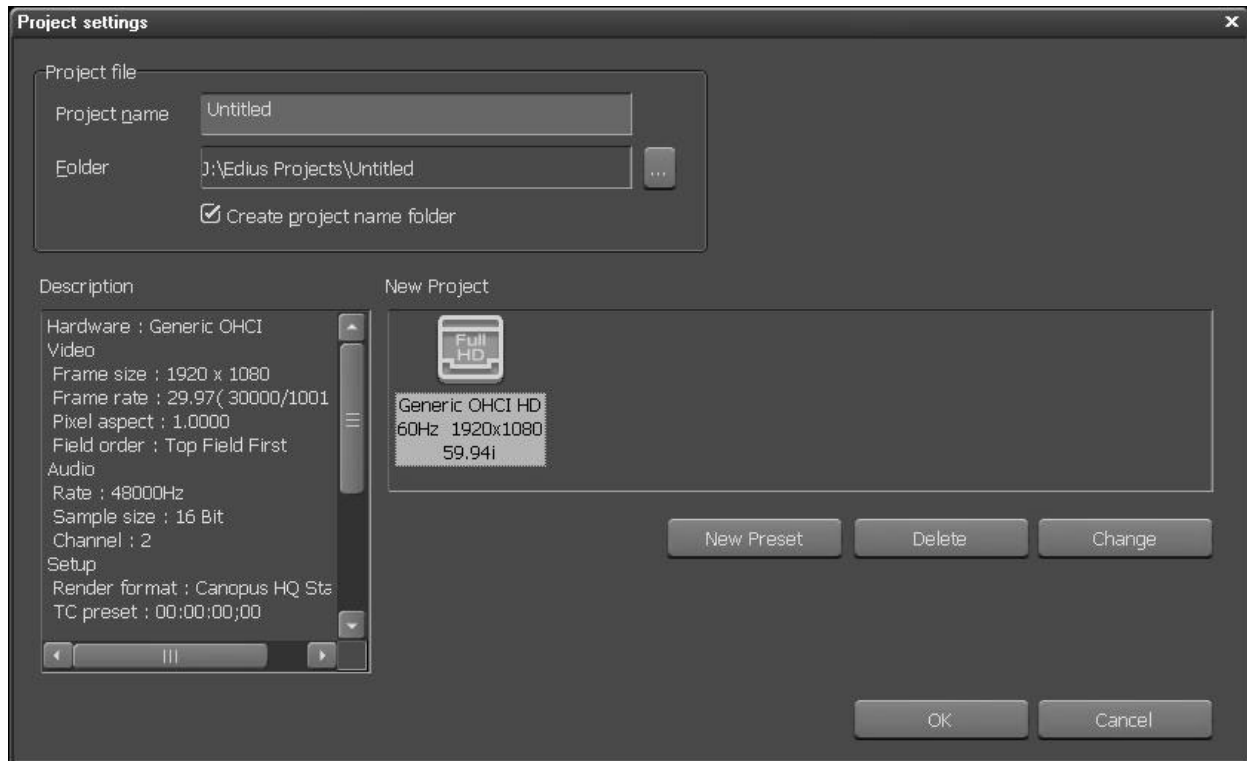 Project settings
Project file
Project name
Untitled
Folder
J:\Edius Projects\Untitled
...
Create project name folder
Description
New Project
Hardware : Generic OHCI
Video
Frame size : 1920 x 1080
Frame rate : 29.97( 30000/1001
Pixel aspect : 1.0000
Field order : Top Field First
Audio
Rate : 48000Hz
Sample size : 16 Bit
Channel : 2
Setup
Render format : Canopus HQ Sta
TC preset : 00:00:00;00
Full
HD
Generic OHCI HD
60Hz 1920x1080
59.94i
New Preset
Delete
Change
OK
Cancel